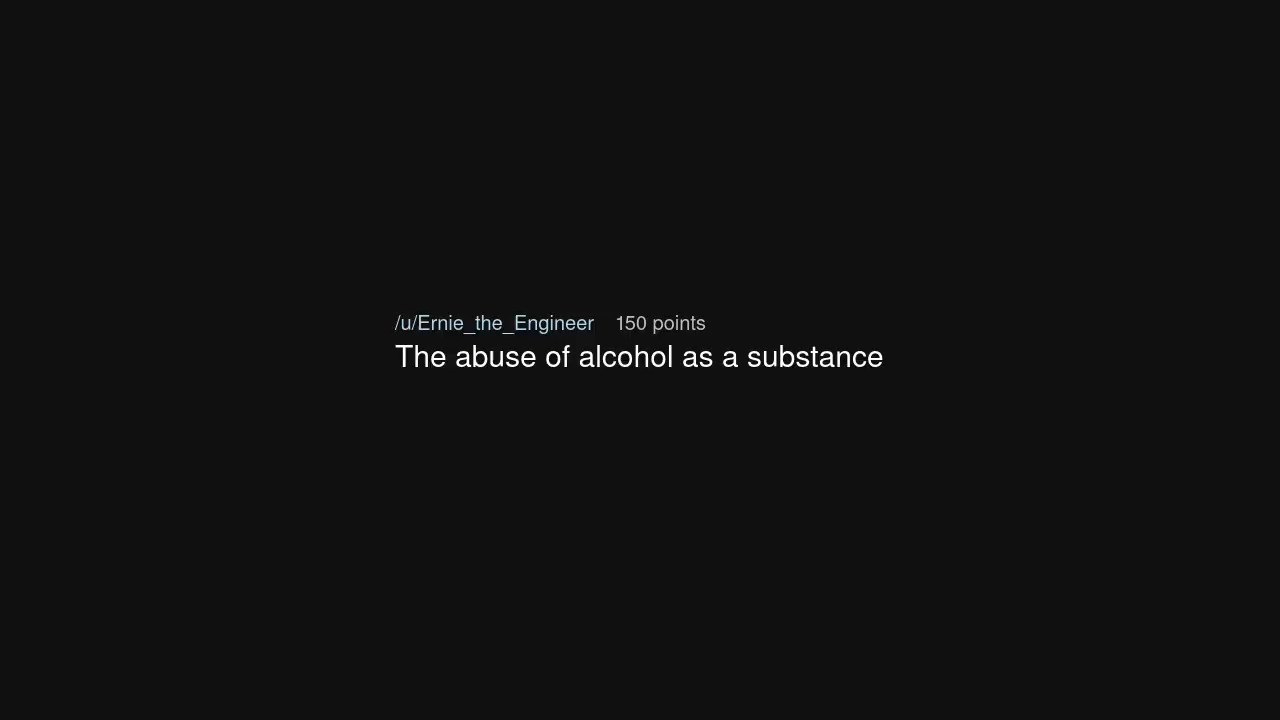 /u/Ernie_the_Engineer 150 points
The abuse of alcohol as a substance